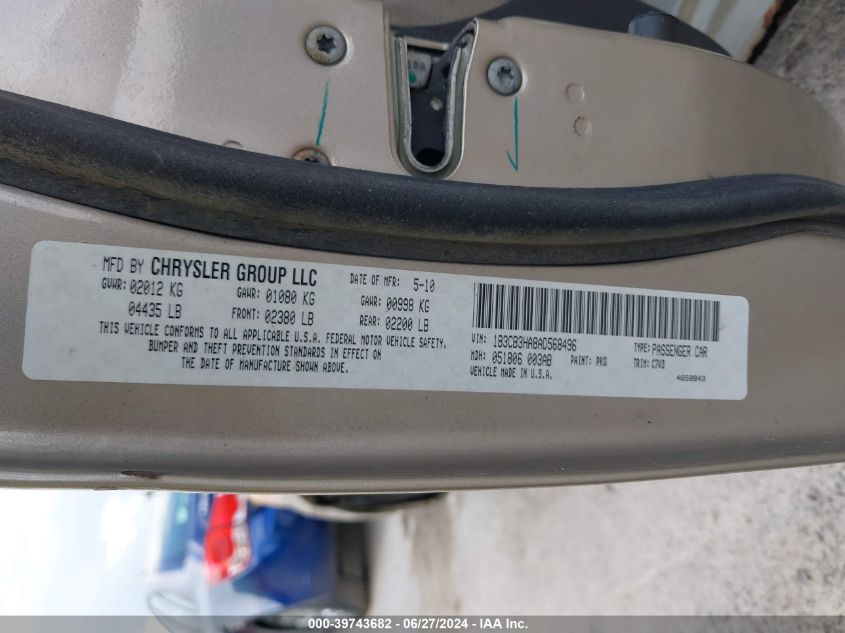 MFD BY CHRYSLER GROUP LLC
DATE OF MFR: 5-10
GVWR: 02012 KG
GAWR: 01080 KG
GAWR: 00998 KG
04435 LB
FRONT: 02380 LB
REAR: 02200 LB
THIS VEHICLE CONFORMS TO ALL APPLICABLE U.S.A. FEDERAL MOTOR VEHICLE SAFETY,
BUMPER AND THEFT PREVENTION STANDARDS IN EFFECT ON
THE DATE OF MANUFACTURE SHOWN ABOVE.
VIN: 1B3CB3HA8AD568496
TYPE: PASSENGER CAR
MDH: 051806 003AB
PAINT: PKG
TRIM: C7V3
VEHICLE MADE IN U.S.A.
4658043
000-39743682 - 06/27/2024 - IAA Inc.